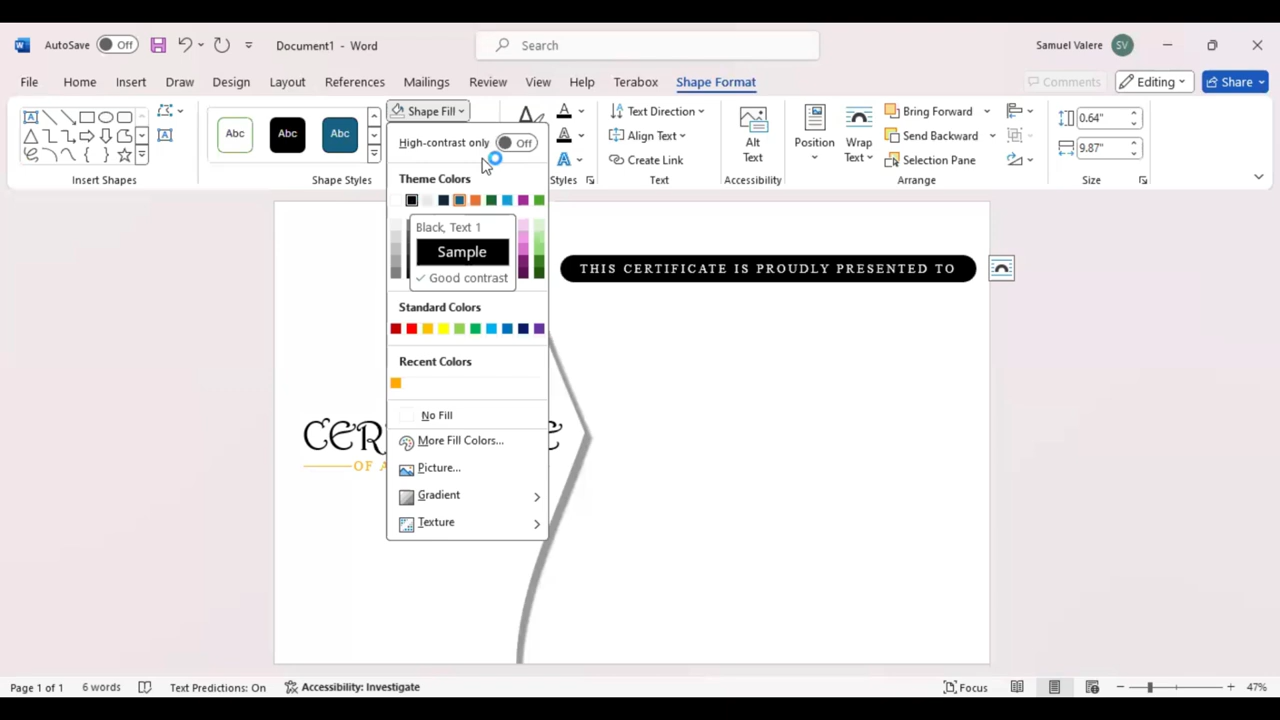 AutoSave Off Document1 - Word Search Samuel Valere SV
File Home Insert Draw Design Layout References Mailings Review View Help Terabox Shape Format Comments Editing Share
Abc Abc Abc Shape Fill Text Direction Bring Forward 0.64"
Alt Text Position Wrap Text
High-contrast only Off Align Text Send Backward 9.87"
Create Link Selection Pane
Insert Shapes Shape Styles Styles Text Accessibility Arrange Size
Theme Colors
Black, Text 1
Sample
Good contrast
THIS CERTIFICATE IS PROUDLY PRESENTED TO
Standard Colors
Recent Colors
No Fill
More Fill Colors...
Picture...
Gradient
Texture
OF
Page 1 of 1 6 words Text Predictions: On Accessibility: Investigate Focus 47%